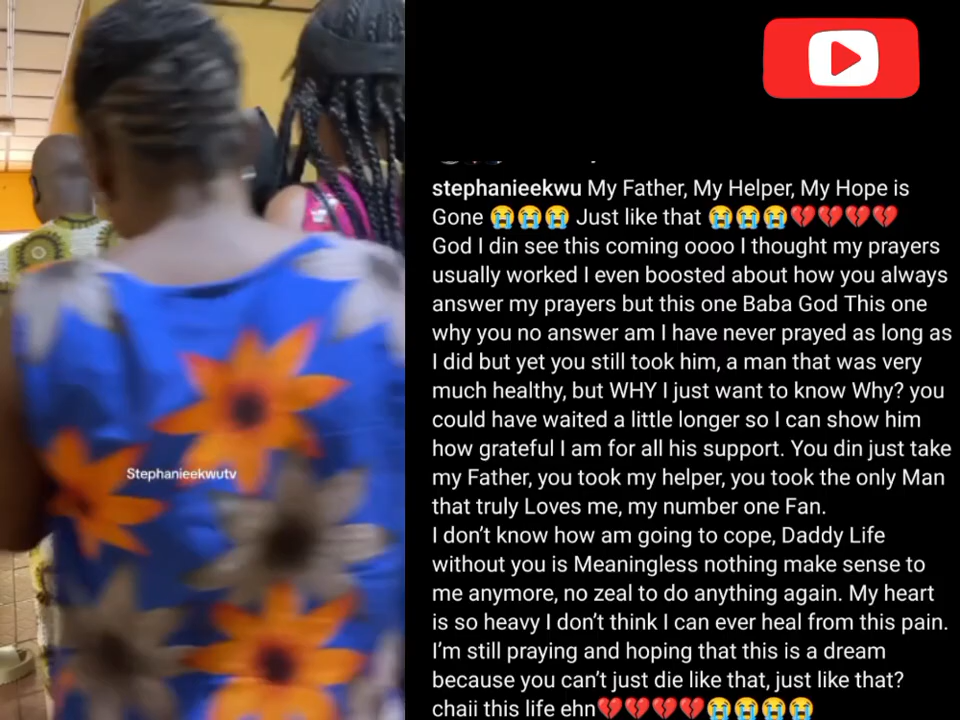 Stephanieekwutv
stephanieekwu My Father, My Helper, My Hope is
Gone 😭😭😭 Just like that 😭😭😭💔💔💔💔
God I din see this coming oooo I thought my prayers
usually worked I even boosted about how you always
answer my prayers but this one Baba God This one
why you no answer am I have never prayed as long as
I did but yet you still took him, a man that was very
much healthy, but WHY I just want to know Why? you
could have waited a little longer so I can show him
how grateful I am for all his support. You din just take
my Father, you took my helper, you took the only Man
that truly Loves me, my number one Fan.
I don't know how am going to cope, Daddy Life
without you is Meaningless nothing make sense to
me anymore, no zeal to do anything again. My heart
is so heavy I don't think I can ever heal from this pain.
I'm still praying and hoping that this is a dream
because you can't just die like that, just like that?
chaii this life ehn💔💔💔💔😭😭😭😭